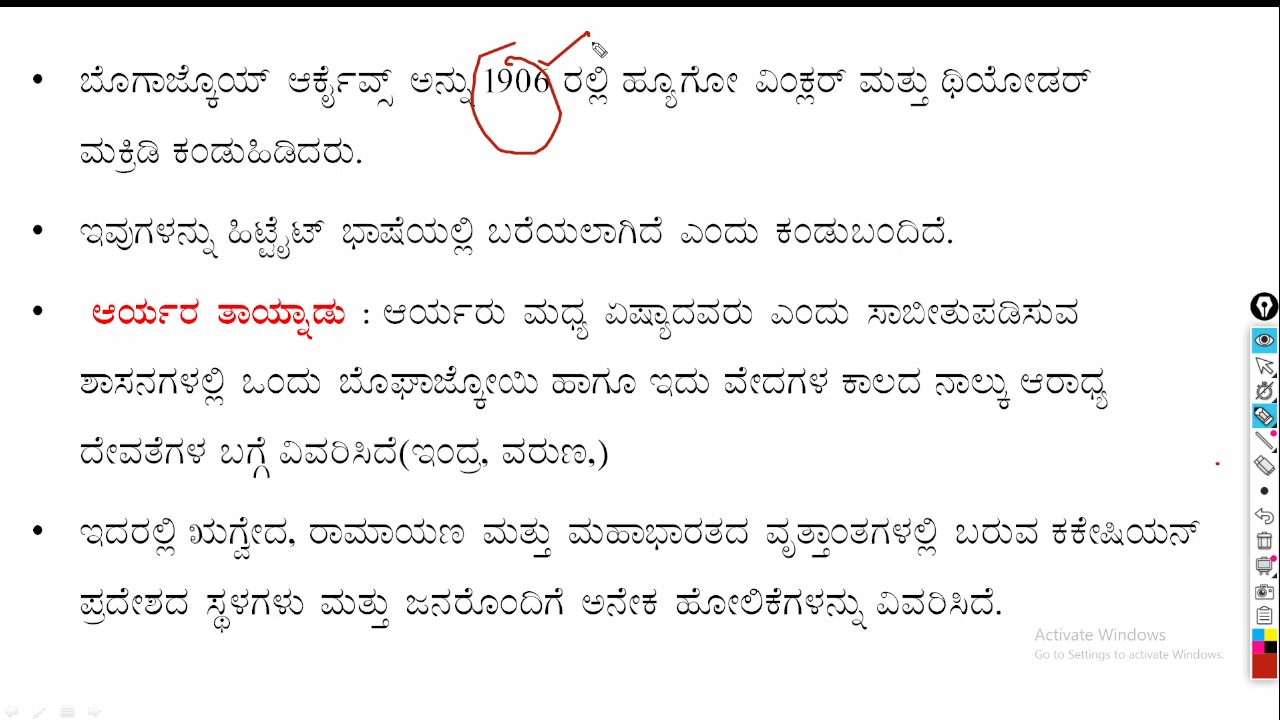 • ಬೊಗಾಜ್ಕೊಯ್ ಆರ್ಕೈವ್ಸ್ ಅನ್ನು 1906 ರಲ್ಲಿ ಹ್ಯೂಗೋ ವಿಂಕ್ಲರ್ ಮತ್ತು ಥಿಯೋಡರ್
ಮಕ್ರಿಡಿ ಕಂಡುಹಿಡಿದರು.
• ಇವುಗಳನ್ನು ಹಿಟ್ಟೈಟ್ ಭಾಷೆಯಲ್ಲಿ ಬರೆಯಲಾಗಿದೆ ಎಂದು ಕಂಡುಬಂದಿದೆ.
• ಆರ್ಯರ ತಾಯ್ನಾಡು : ಆರ್ಯರು ಮಧ್ಯ ಏಷ್ಯಾದವರು ಎಂದು ಸಾಬೀತುಪಡಿಸುವ
ಶಾಸನಗಳಲ್ಲಿ ಒಂದು ಬೊಘಾಜ್ಕೋಯಿ ಹಾಗೂ ಇದು ವೇದಗಳ ಕಾಲದ ನಾಲ್ಕು ಆರಾಧ್ಯ
ದೇವತೆಗಳ ಬಗ್ಗೆ ವಿವರಿಸಿದೆ(ಇಂದ್ರ, ವರುಣ,)
• ಇದರಲ್ಲಿ ಋಗ್ವೇದ, ರಾಮಾಯಣ ಮತ್ತು ಮಹಾಭಾರತದ ವೃತ್ತಾಂತಗಳಲ್ಲಿ ಬರುವ ಕಕೇಷಿಯನ್
ಪ್ರದೇಶದ ಸ್ಥಳಗಳು ಮತ್ತು ಜನರೊಂದಿಗೆ ಅನೇಕ ಹೋಲಿಕೆಗಳನ್ನು ವಿವರಿಸಿದೆ.
Activate Windows
Go to Settings to activate Windows.